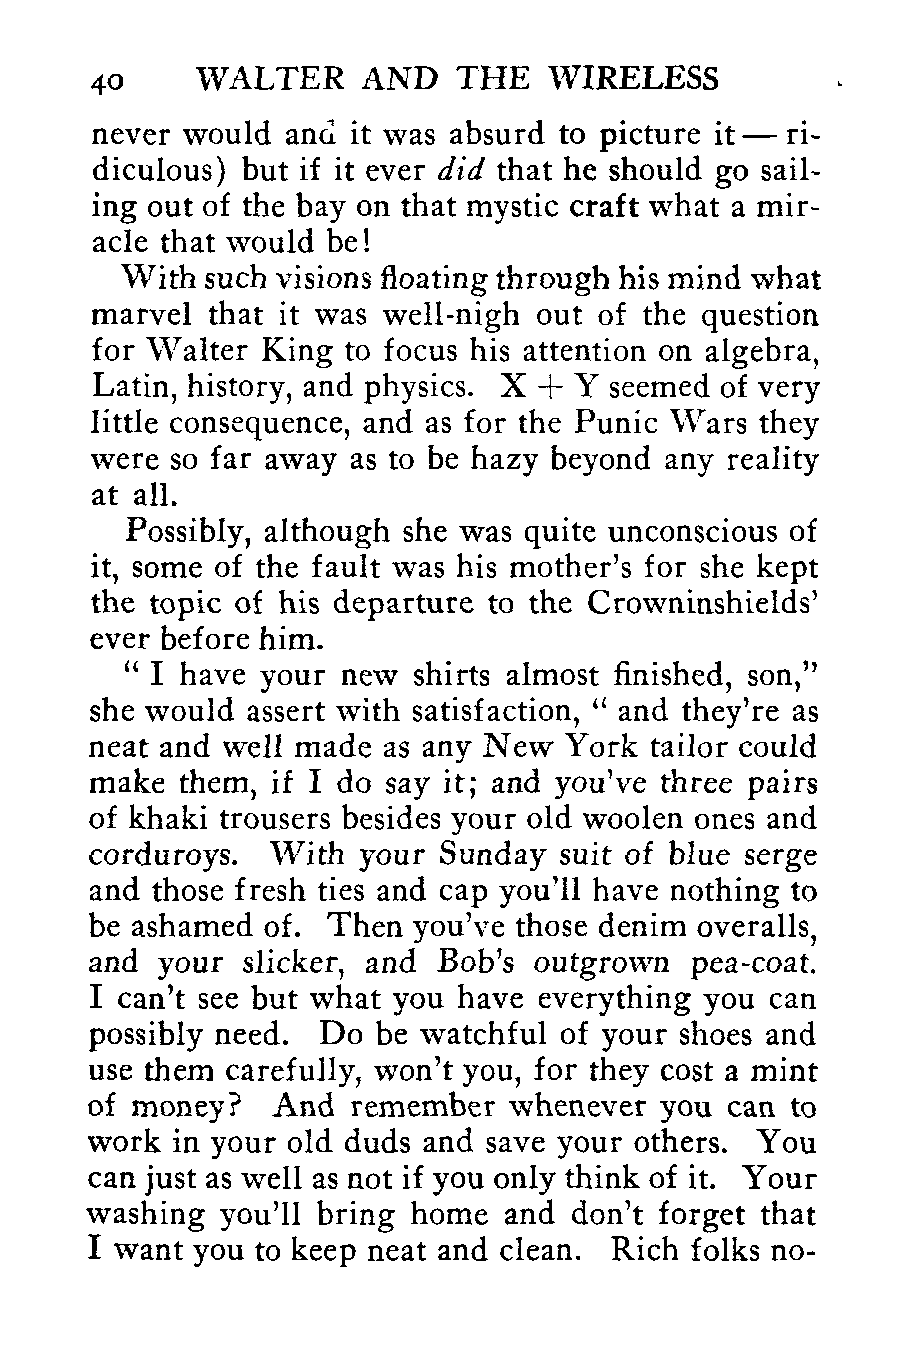 40 WALTER AND THE WIRELESS
never would and it was absurd to picture it — ri-
diculous) but if it ever did that he should go sail-
ing out of the bay on that mystic craft what a mir-
acle that would be!
With such visions floating through his mind what
marvel that it was well-nigh out of the question
for Walter King to focus his attention on algebra,
Latin, history, and physics. X + Y seemed of very
little consequence, and as for the Punic Wars they
were so far away as to be hazy beyond any reality
at all.
Possibly, although she was quite unconscious of
it, some of the fault was his mother's for she kept
the topic of his departure to the Crowninshields'
ever before him.
" I have your new shirts almost finished, son,"
she would assert with satisfaction, " and they're as
neat and well made as any New York tailor could
make them, if I do say it; and you've three pairs
of khaki trousers besides your old woolen ones and
corduroys. With your Sunday suit of blue serge
and those fresh ties and cap you'll have nothing to
be ashamed of. Then you've those denim overalls,
and your slicker, and Bob's outgrown pea-coat.
I can't see but what you have everything you can
possibly need. Do be watchful of your shoes and
use them carefully, won't you, for they cost a mint
of money? And remember whenever you can to
work in your old duds and save your others. You
can just as well as not if you only think of it. Your
washing you'll bring home and don't forget that
I want you to keep neat and clean. Rich folks no-